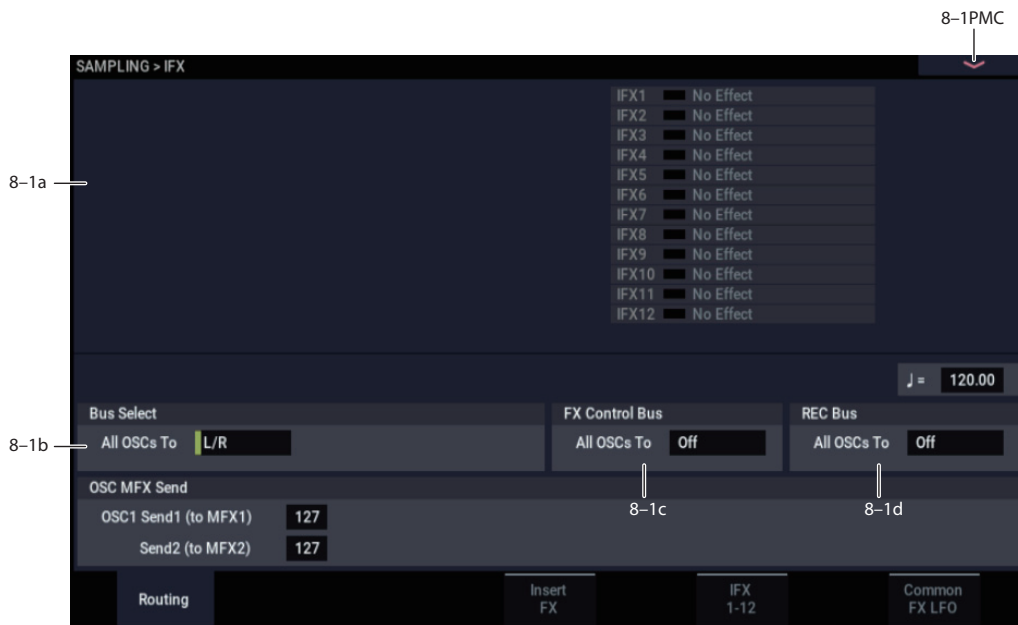 8–1PMC
SAMPLING > IFX
IFX1 No Effect
IFX2 No Effect
IFX3 No Effect
IFX4 No Effect
8–1a
IFX5 No Effect
IFX6 No Effect
IFX7 No Effect
IFX8 No Effect
IFX9 No Effect
IFX10 No Effect
IFX11 No Effect
IFX12 No Effect
♩ = 120.00
Bus Select
FX Control Bus
REC Bus
8–1b
All OSCs To L/R
All OSCs To Off
All OSCs To Off
OSC MFX Send
8–1c
8–1d
OSC1 Send1 (to MFX1) 127
Send2 (to MFX2) 127
Routing
Insert
FX
IFX
1-12
Common
FX LFO